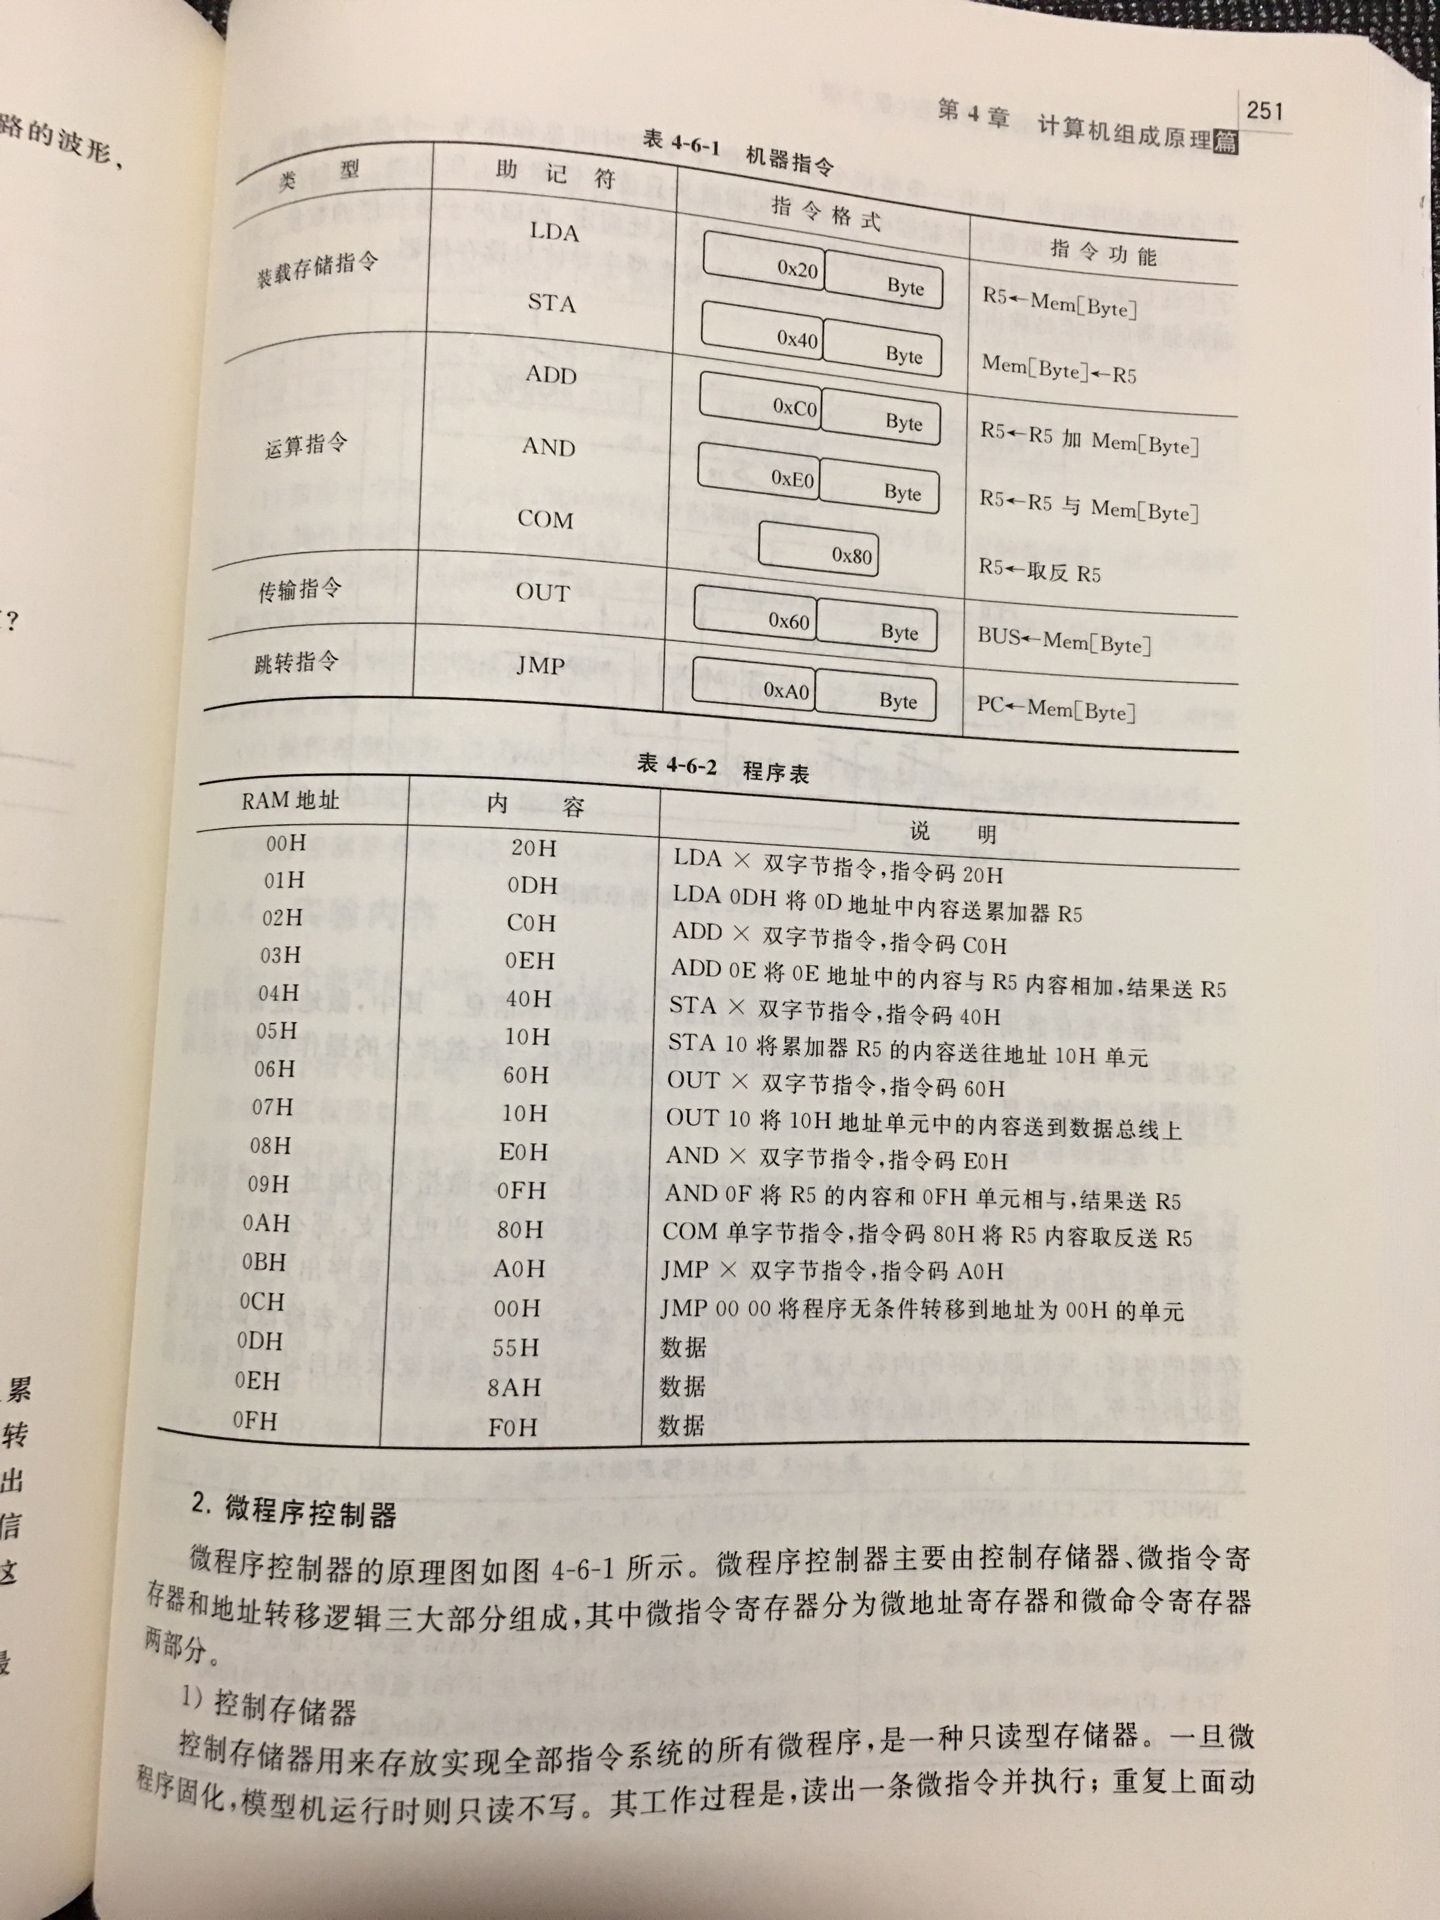 路的波形、
?
累
转
出
信
这
最
第4章 计算机组成原理篇 251
表 4-6-1 机器指令
类 型 助 记 符 指 令 格 式 指 令 功 能
装载存储指令 LDA 0x20 Byte R5←Mem[Byte]
STA 0x40 Byte Mem[Byte]←R5
运算指令 ADD 0xC0 Byte R5←R5 加 Mem[Byte]
AND 0xE0 Byte R5←R5 与 Mem[Byte]
COM 0x80 R5←取反 R5
传输指令 OUT 0x60 Byte BUS←Mem[Byte]
跳转指令 JMP 0xA0 Byte PC←Mem[Byte]
表 4-6-2 程序表
RAM 地址 内 容 说 明
00H 20H LDA × 双字节指令,指令码 20H
01H 0DH LDA 0DH 将 0D 地址中内容送累加器 R5
02H C0H ADD × 双字节指令,指令码 C0H
03H 0EH ADD 0E 将 0E 地址中的内容与 R5 内容相加,结果送 R5
04H 40H STA × 双字节指令,指令码 40H
05H 10H STA 10 将累加器 R5 的内容送往地址 10H 单元
06H 60H OUT × 双字节指令,指令码 60H
07H 10H OUT 10 将 10H 地址单元中的内容送到数据总线上
08H E0H AND × 双字节指令,指令码 E0H
09H 0FH AND 0F 将 R5 的内容和 0FH 单元相与,结果送 R5
0AH 80H COM 单字节指令,指令码 80H 将 R5 内容取反送 R5
0BH A0H JMP × 双字节指令,指令码 A0H
0CH 00H JMP 00 00 将程序无条件转移到地址为 00H 的单元
0DH 55H 数据
0EH 8AH 数据
0FH F0H 数据
2. 微程序控制器
微程序控制器的原理图如图 4-6-1 所示。微程序控制器主要由控制存储器、微指令寄
存器和地址转移逻辑三大部分组成,其中微指令寄存器分为微地址寄存器和微命令寄存器
两部分。
1) 控制存储器
控制存储器用来存放实现全部指令系统的所有微程序,是一种只读型存储器。一旦微
程序固化,模型机运行时则只读不写。其工作过程是,读出一条微指令并执行;重复上面动